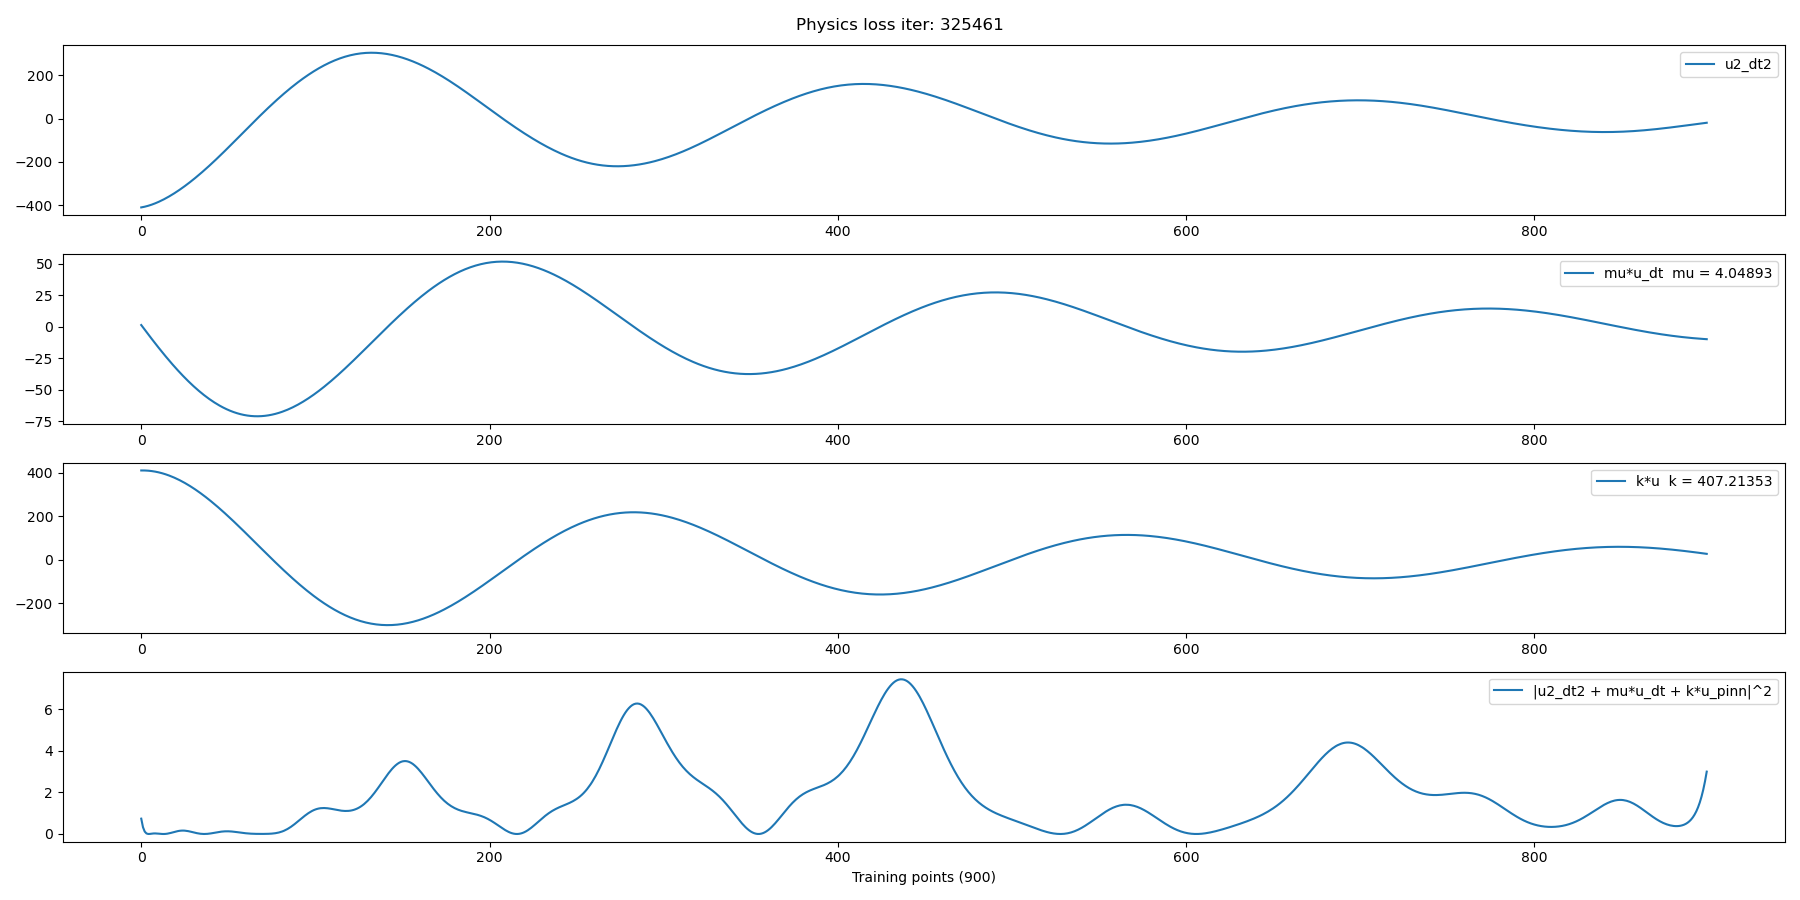 Physics loss iter: 325461
200
0
−200
−400
u2_dt2
0 200 400 600 800
50
25
0
−25
−50
−75
mu*u_dt mu = 4.04893
0 200 400 600 800
400
200
0
−200
k*u k = 407.21353
0 200 400 600 800
6
4
2
0
|u2_dt2 + mu*u_dt + k*u_pinn|^2
0 200 400 600 800
Training points (900)